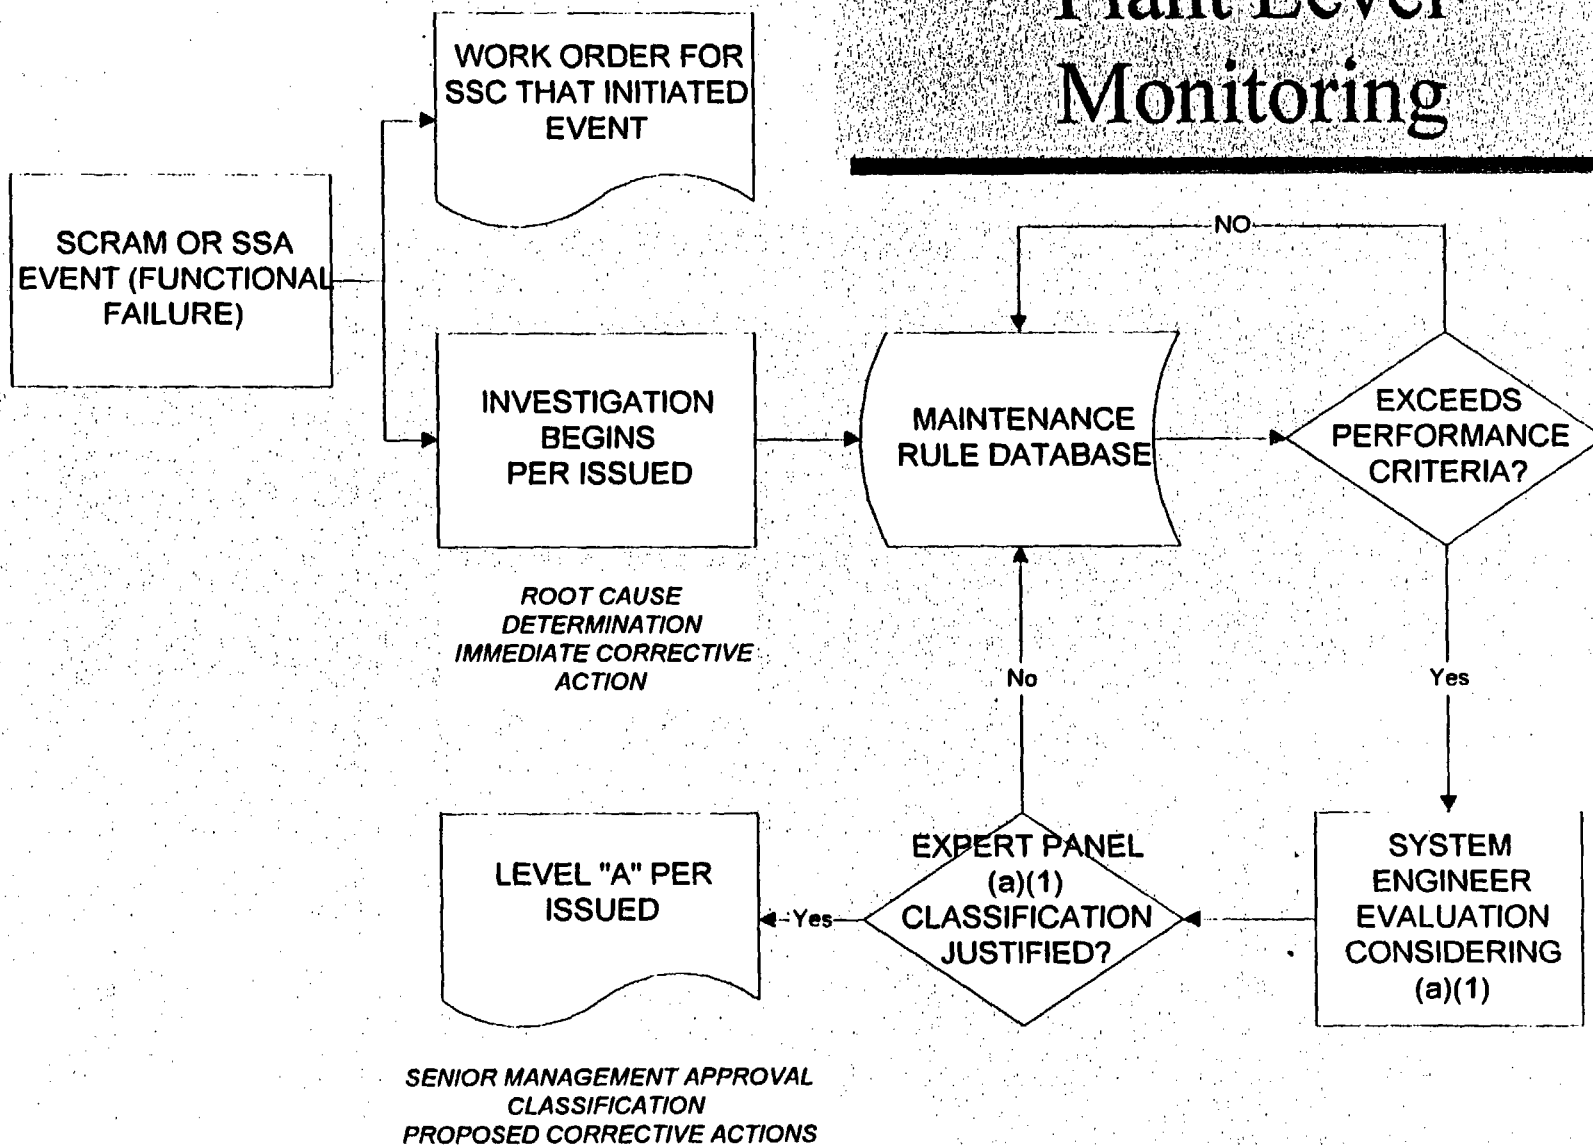 Plant Level
Monitoring
WORK ORDER FOR
SSC THAT INITIATED
EVENT
SCRAM OR SSA
EVENT (FUNCTIONAL
FAILURE)
NO
INVESTIGATION
BEGINS
PER ISSUED
MAINTENANCE
RULE DATABASE
EXCEEDS
PERFORMANCE
CRITERIA?
ROOT CAUSE
DETERMINATION
IMMEDIATE CORRECTIVE
ACTION
No
Yes
LEVEL "A" PER
ISSUED
Yes
EXPERT PANEL
(a)(1)
CLASSIFICATION
JUSTIFIED?
SYSTEM
ENGINEER
EVALUATION
CONSIDERING
(a)(1)
SENIOR MANAGEMENT APPROVAL
CLASSIFICATION
PROPOSED CORRECTIVE ACTIONS